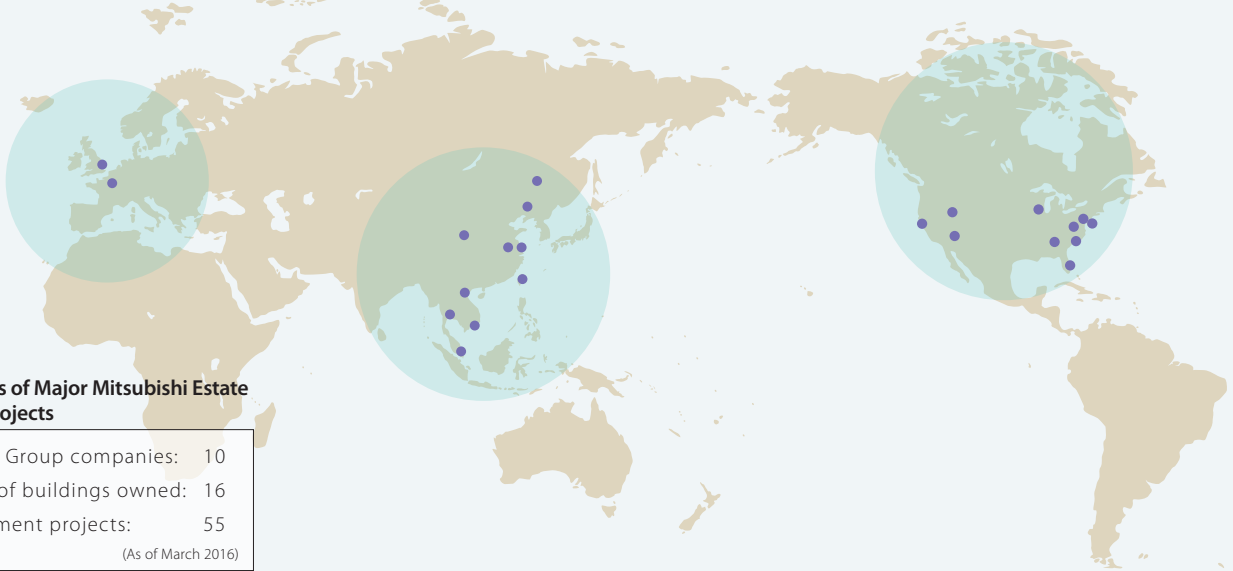 s of Major Mitsubishi Estate
ojects
Group companies: 10
of buildings owned: 16
ment projects: 55
(As of March 2016)